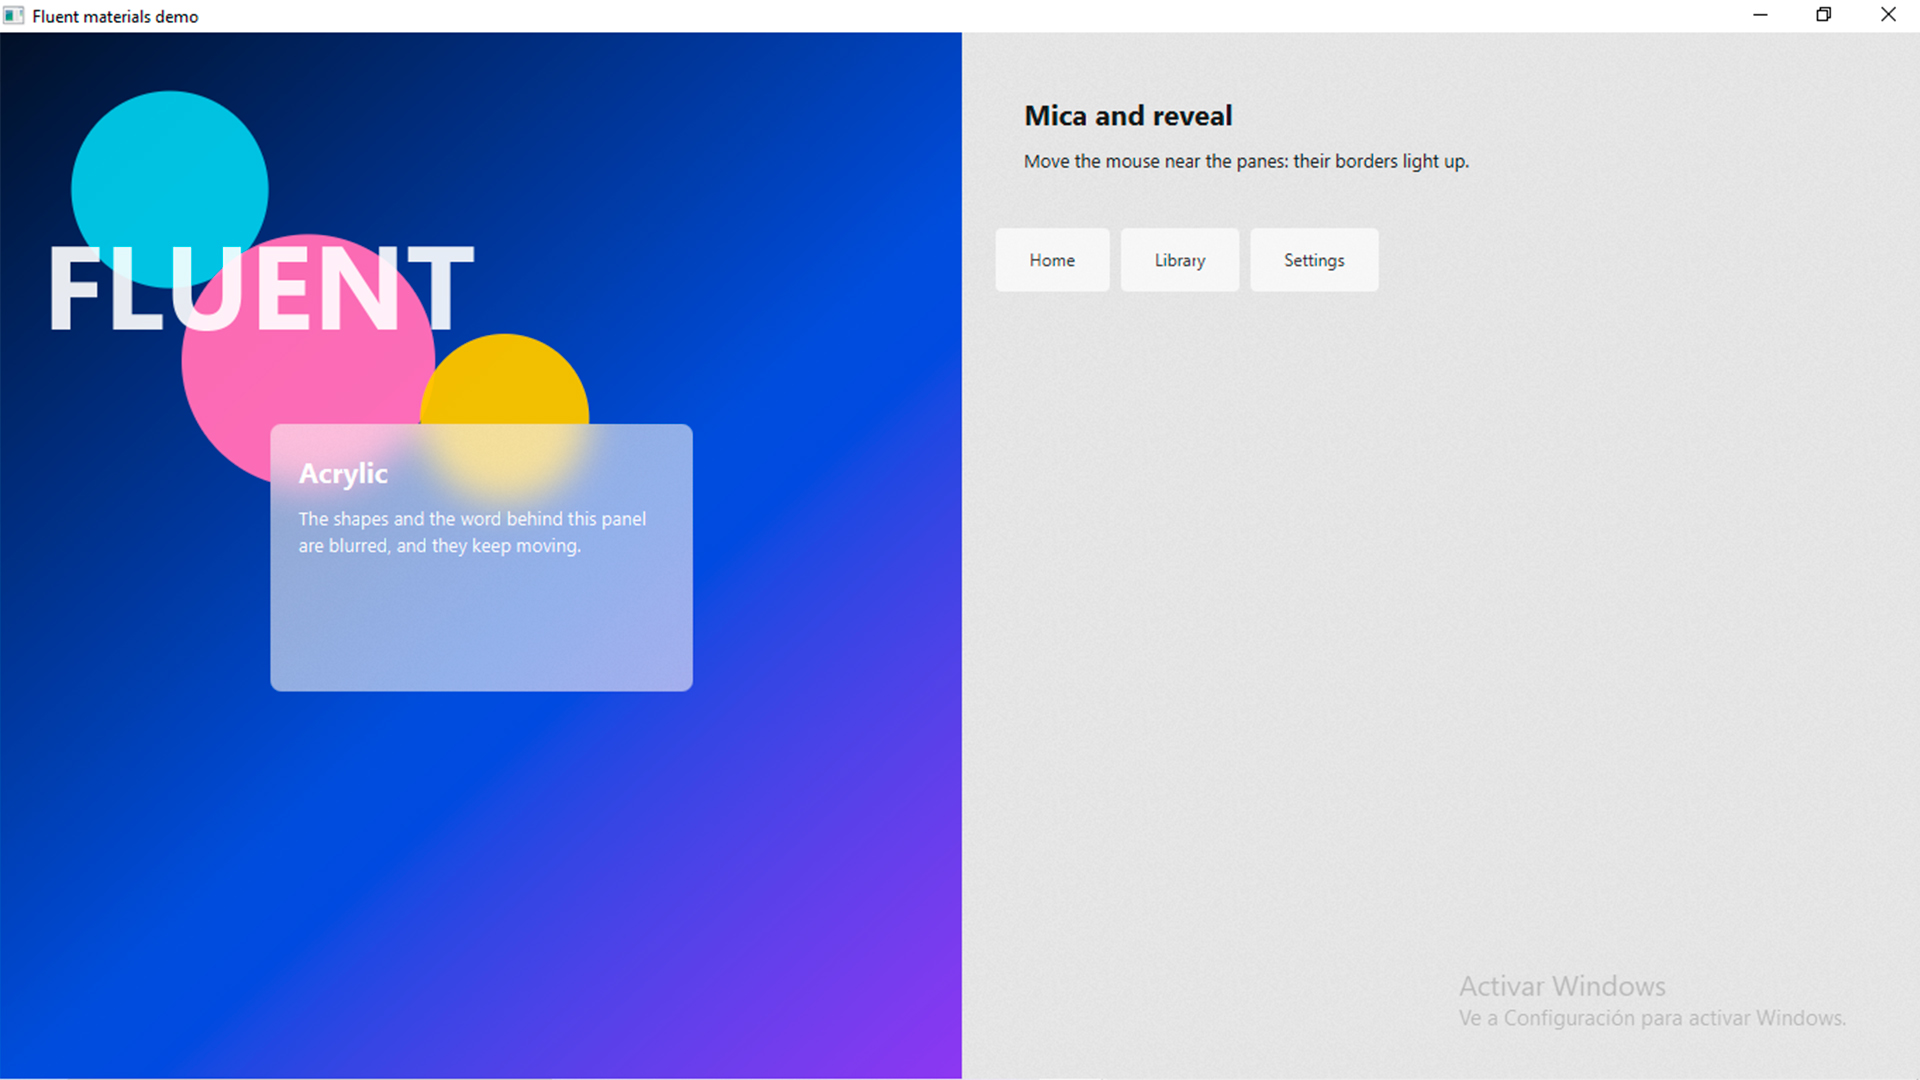 Fluent materials demo
FLUENT
Acrylic
The shapes and the word behind this panel
are blurred, and they keep moving.
Mica and reveal
Move the mouse near the panes: their borders light up.
Home
Library
Settings
Activar Windows
Ve a Configuración para activar Windows.